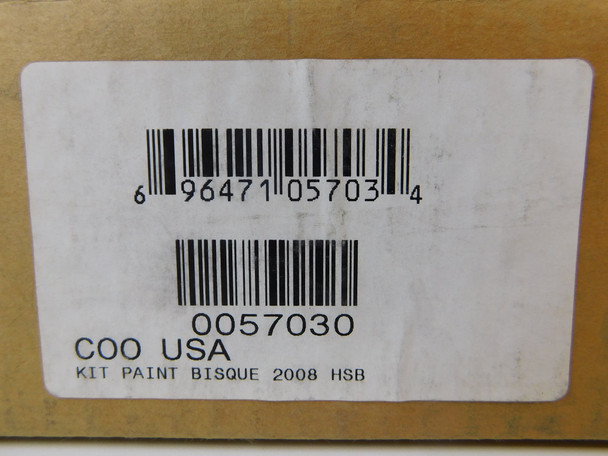 6 96471 05703 4
0057030
COO USA
KIT PAINT BISQUE 2008 HSB